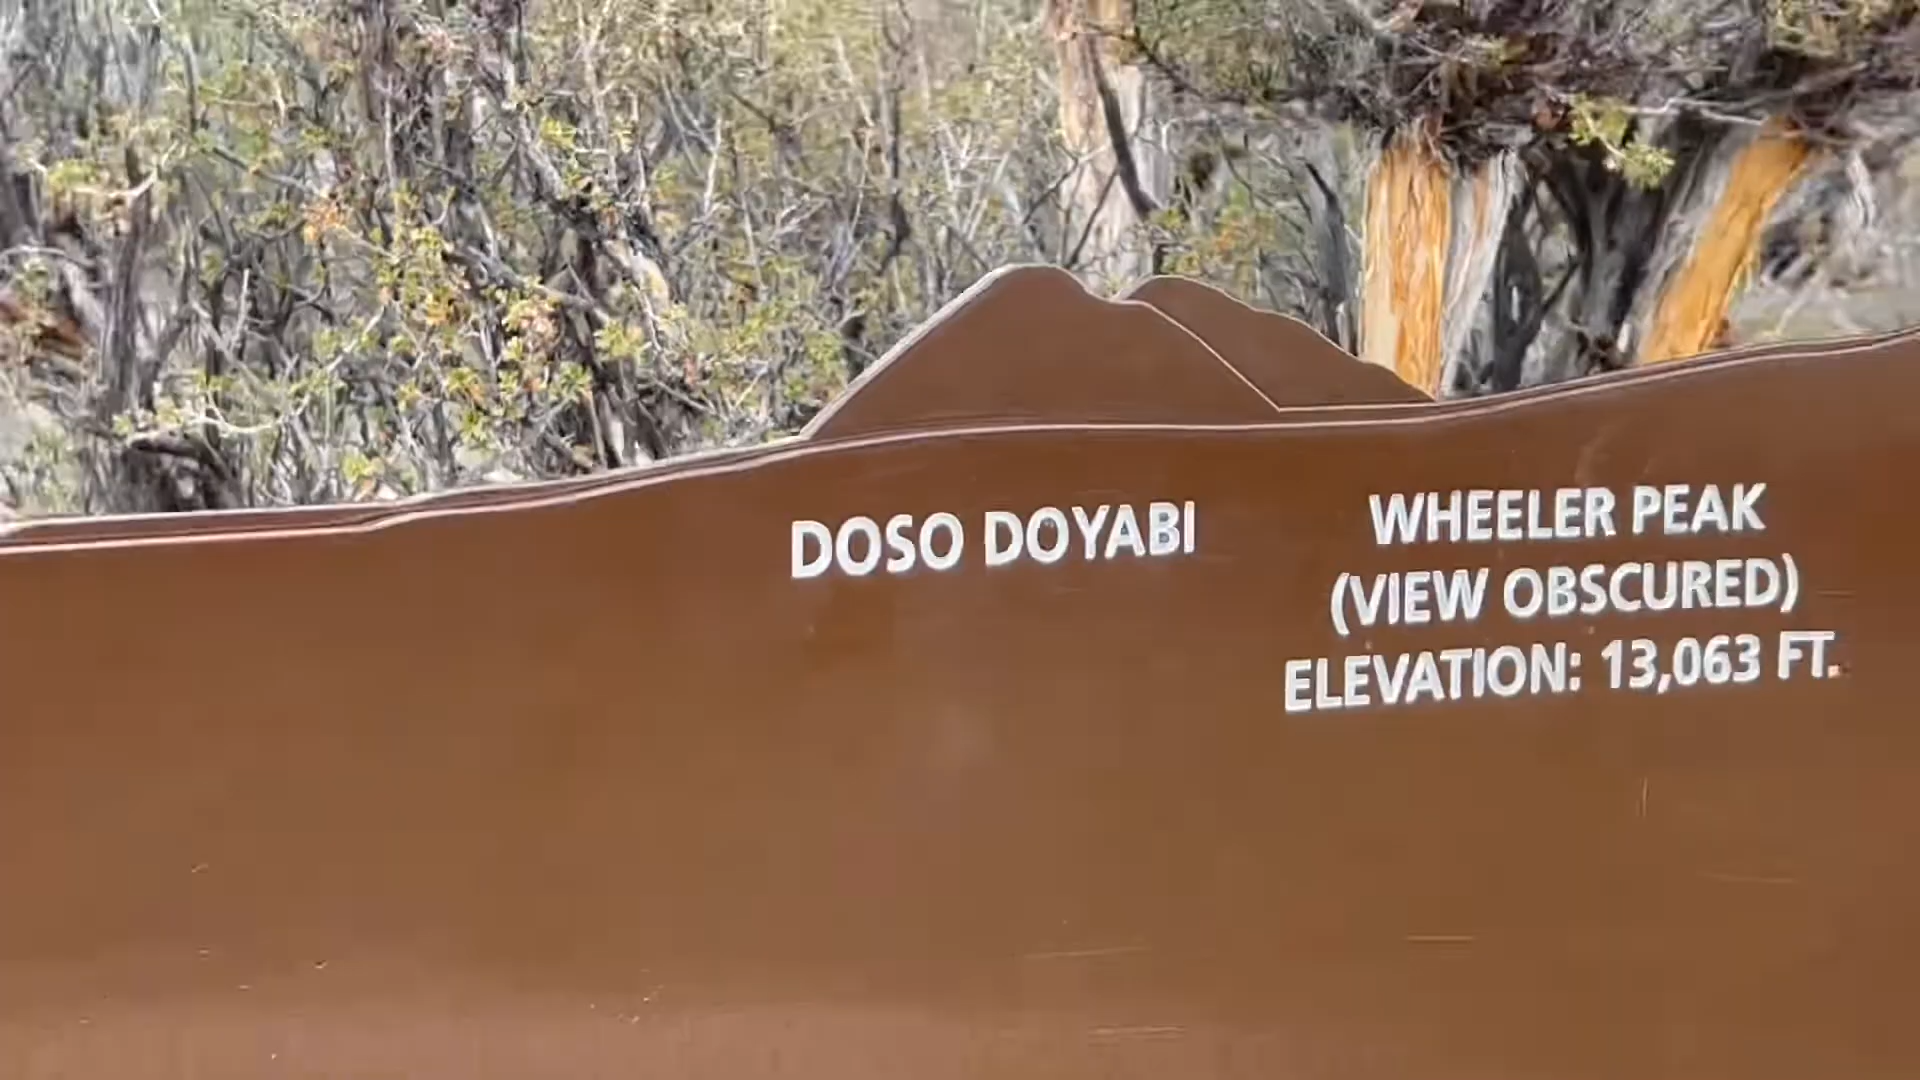 DOSO DOYABI
WHEELER PEAK
(VIEW OBSCURED)
ELEVATION: 13,063 FT.